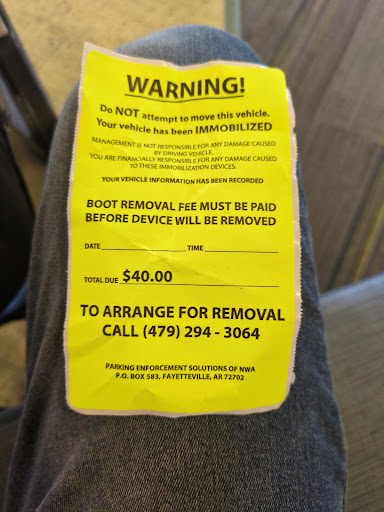 WARNING!
Do NOT attempt to move this vehicle.
Your vehicle has been IMMOBILIZED
MANAGEMENT IS NOT RESPONSIBLE FOR ANY DAMAGE CAUSED
BY DRIVING VEHICLE.
YOU ARE FINANCIALLY RESPONSIBLE FOR ANY DAMAGE CAUSED
TO THESE IMMOBILIZATION DEVICES.
YOUR VEHICLE INFORMATION HAS BEEN RECORDED
BOOT REMOVAL FEE MUST BE PAID
BEFORE DEVICE WILL BE REMOVED
DATE TIME
TOTAL DUE $40.00
TO ARRANGE FOR REMOVAL
CALL (479) 294 - 3064
PARKING ENFORCEMENT SOLUTIONS OF NWA
P.O. BOX 583, FAYETTEVILLE, AR 72702